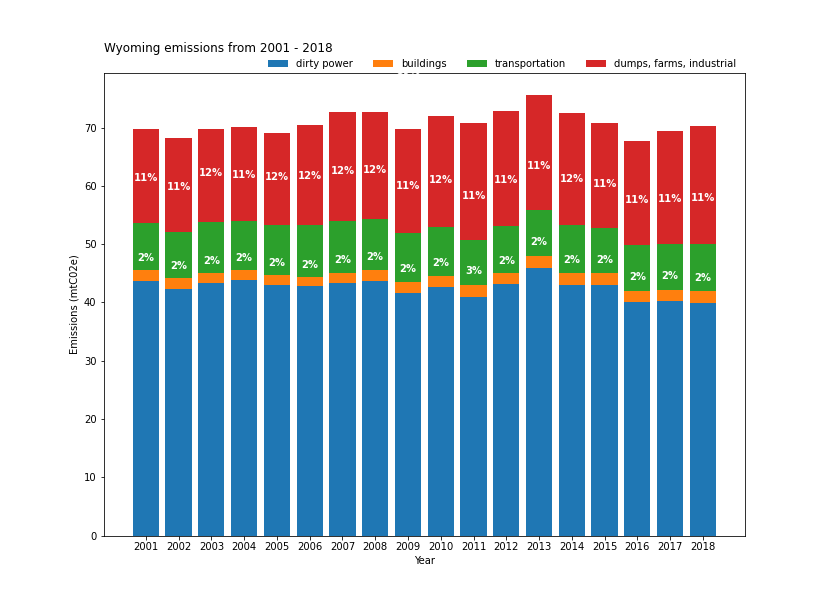 Wyoming emissions from 2001 - 2018
dirty power buildings transportation dumps, farms, industrial
Emissions (mtC02e)
70
60
50
40
30
20
10
0
11% 11% 12% 11% 12% 12% 12% 12% 11% 12% 11% 11% 11% 12% 11% 11% 11% 11%
2% 2% 2% 2% 2% 2% 2% 2% 2% 2% 3% 2% 2% 2% 2% 2% 2% 2%
2001 2002 2003 2004 2005 2006 2007 2008 2009 2010 2011 2012 2013 2014 2015 2016 2017 2018
Year